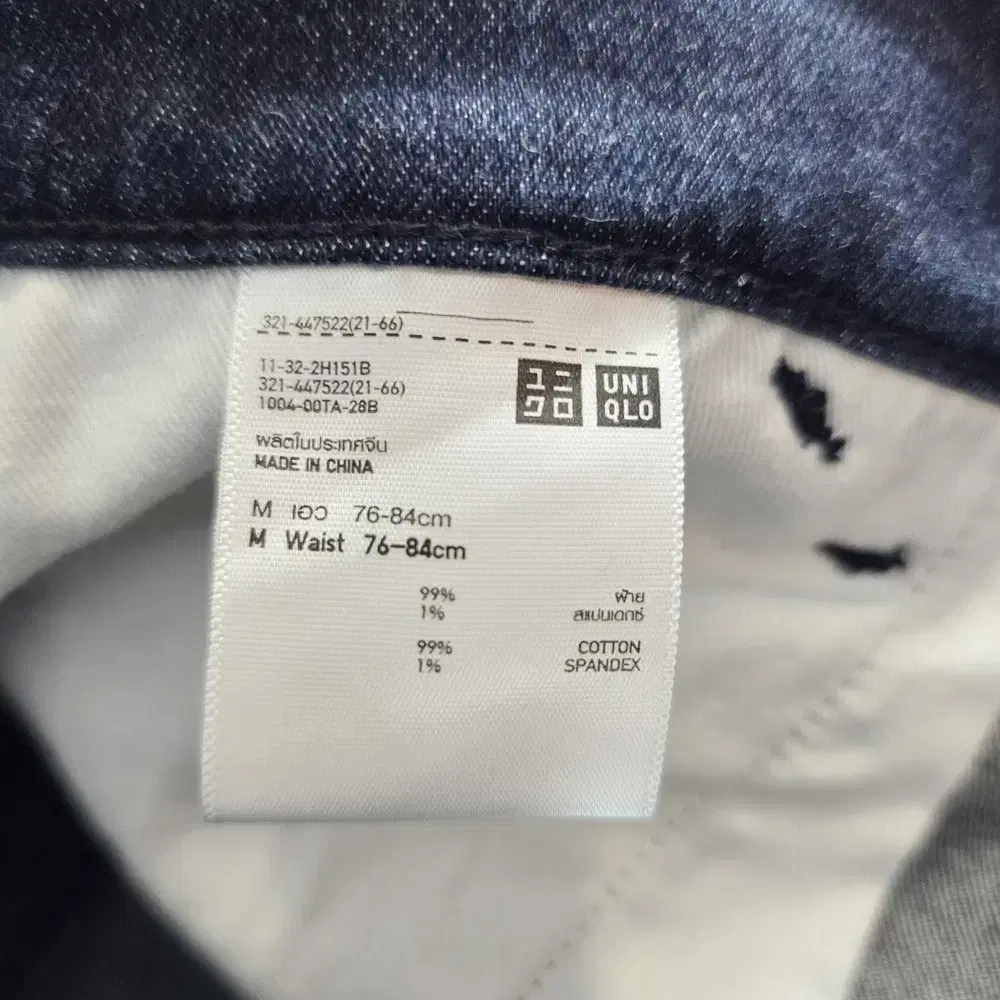 321-447522(21-66)
11-32-2H151B
321-447522(21-66)
1004-00TA-28B
ユニ
クロ
UNI
QLO
ผลิตในประเทศจีน
MADE IN CHINA
M เอว 76-84cm
M Waist 76-84cm
99% ฝ้าย
1% สแปนเดกซ์
99% COTTON
1% SPANDEX